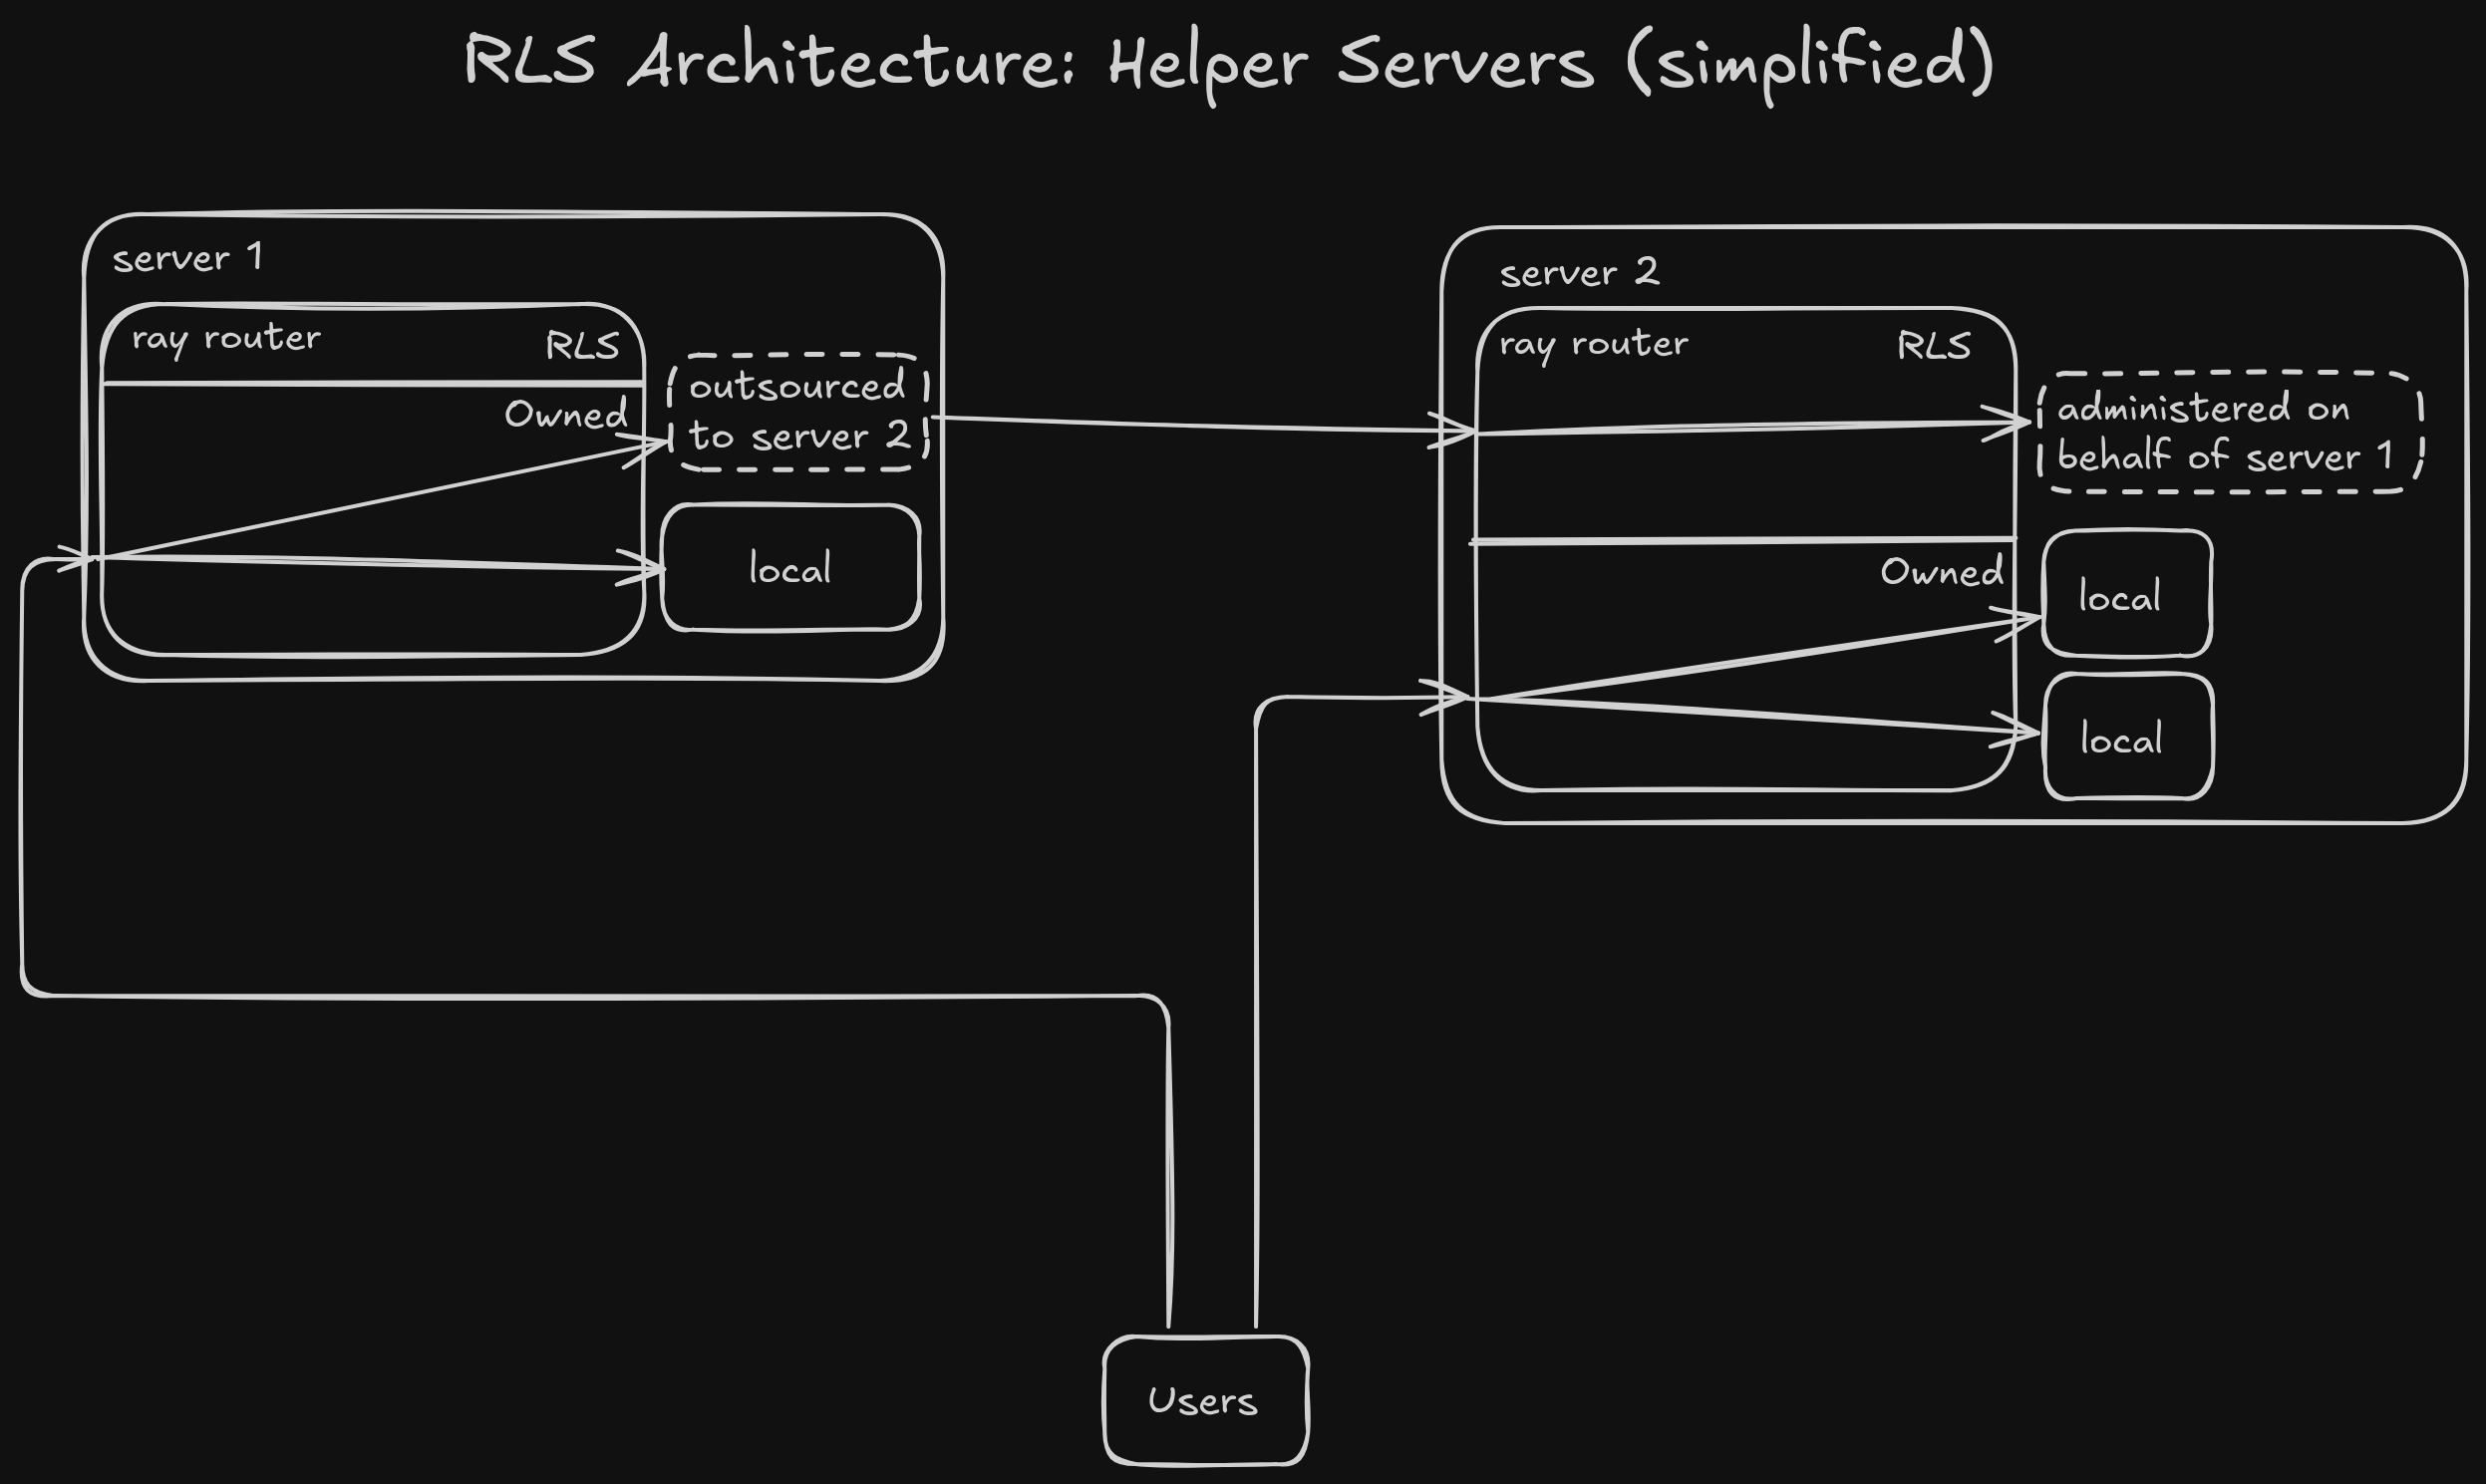 RLS Architecture: Helper Servers (simplified)
server 1
ray router RLS
Owned
outsourced
to server 2
local
server 2
ray router RLS
administered on
behalf of server 1
Owned
local
local
Users